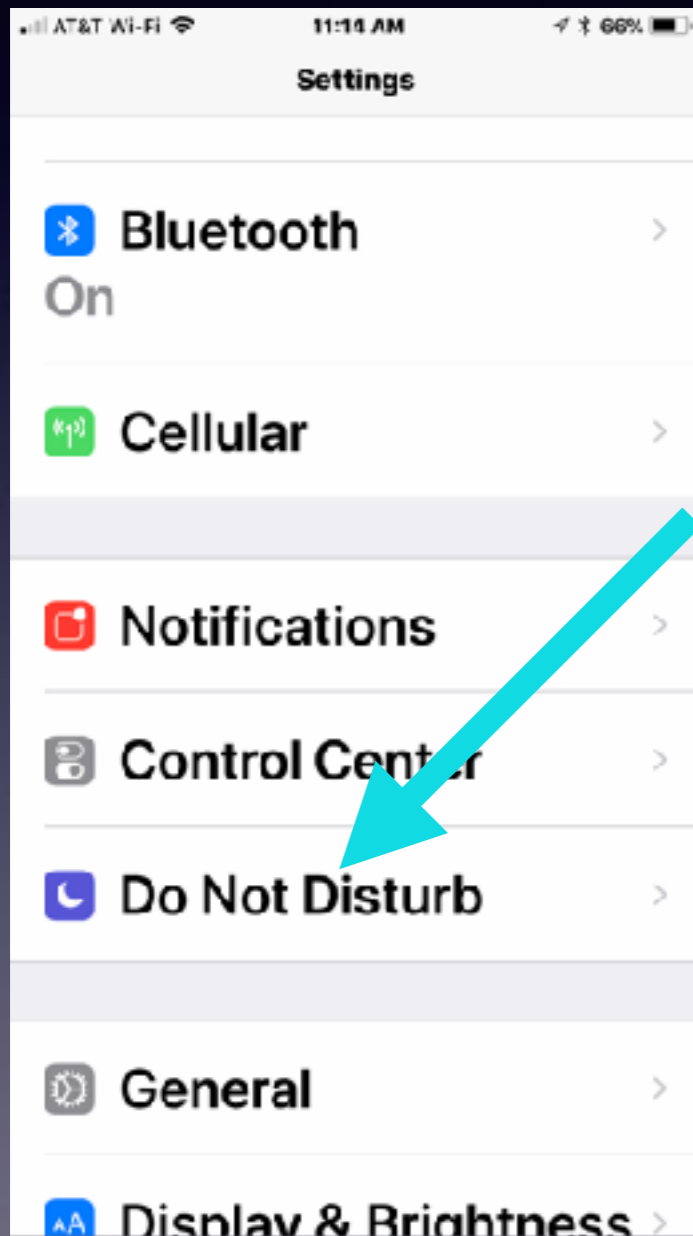 AT&T Wi-Fi 11:14 AM 66%
Settings
Bluetooth
On
Cellular
Notifications
Control Center
Do Not Disturb
General
AA Display & Brightness